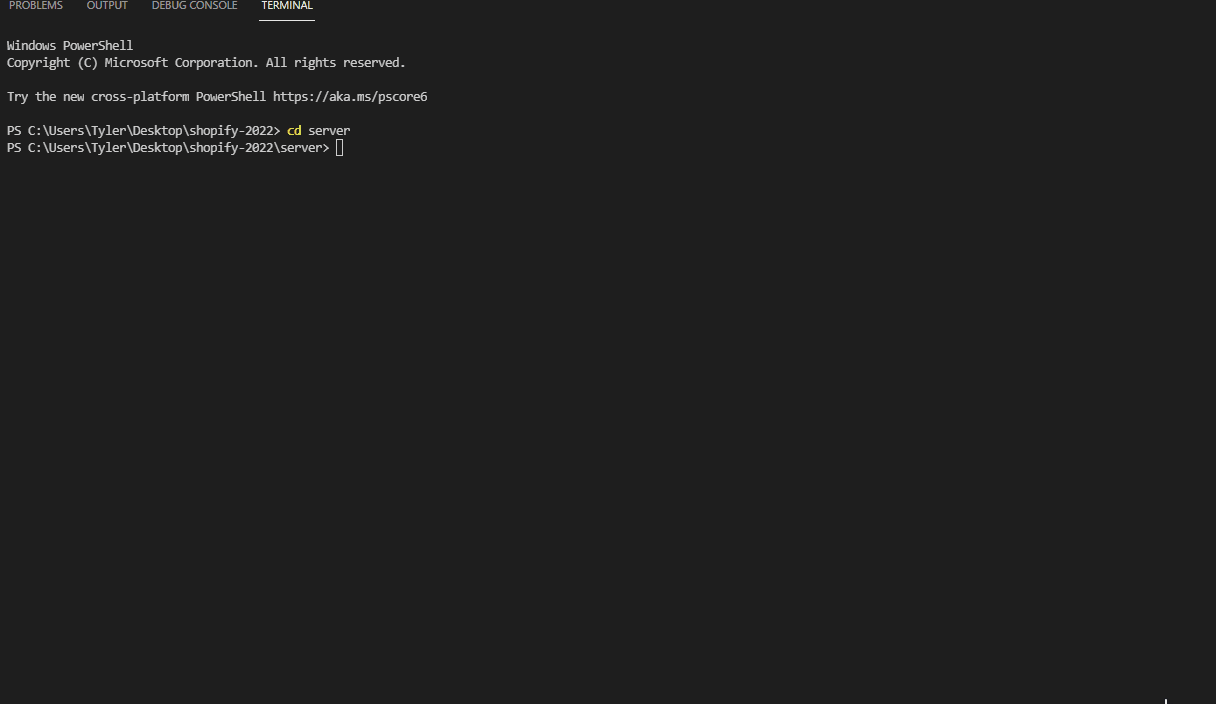 PROBLEMS OUTPUT DEBUG CONSOLE TERMINAL
Windows PowerShell
Copyright (C) Microsoft Corporation. All rights reserved.
Try the new cross-platform PowerShell https://aka.ms/pscore6
PS C:\Users\Tyler\Desktop\shopify-2022> cd server
PS C:\Users\Tyler\Desktop\shopify-2022\server>